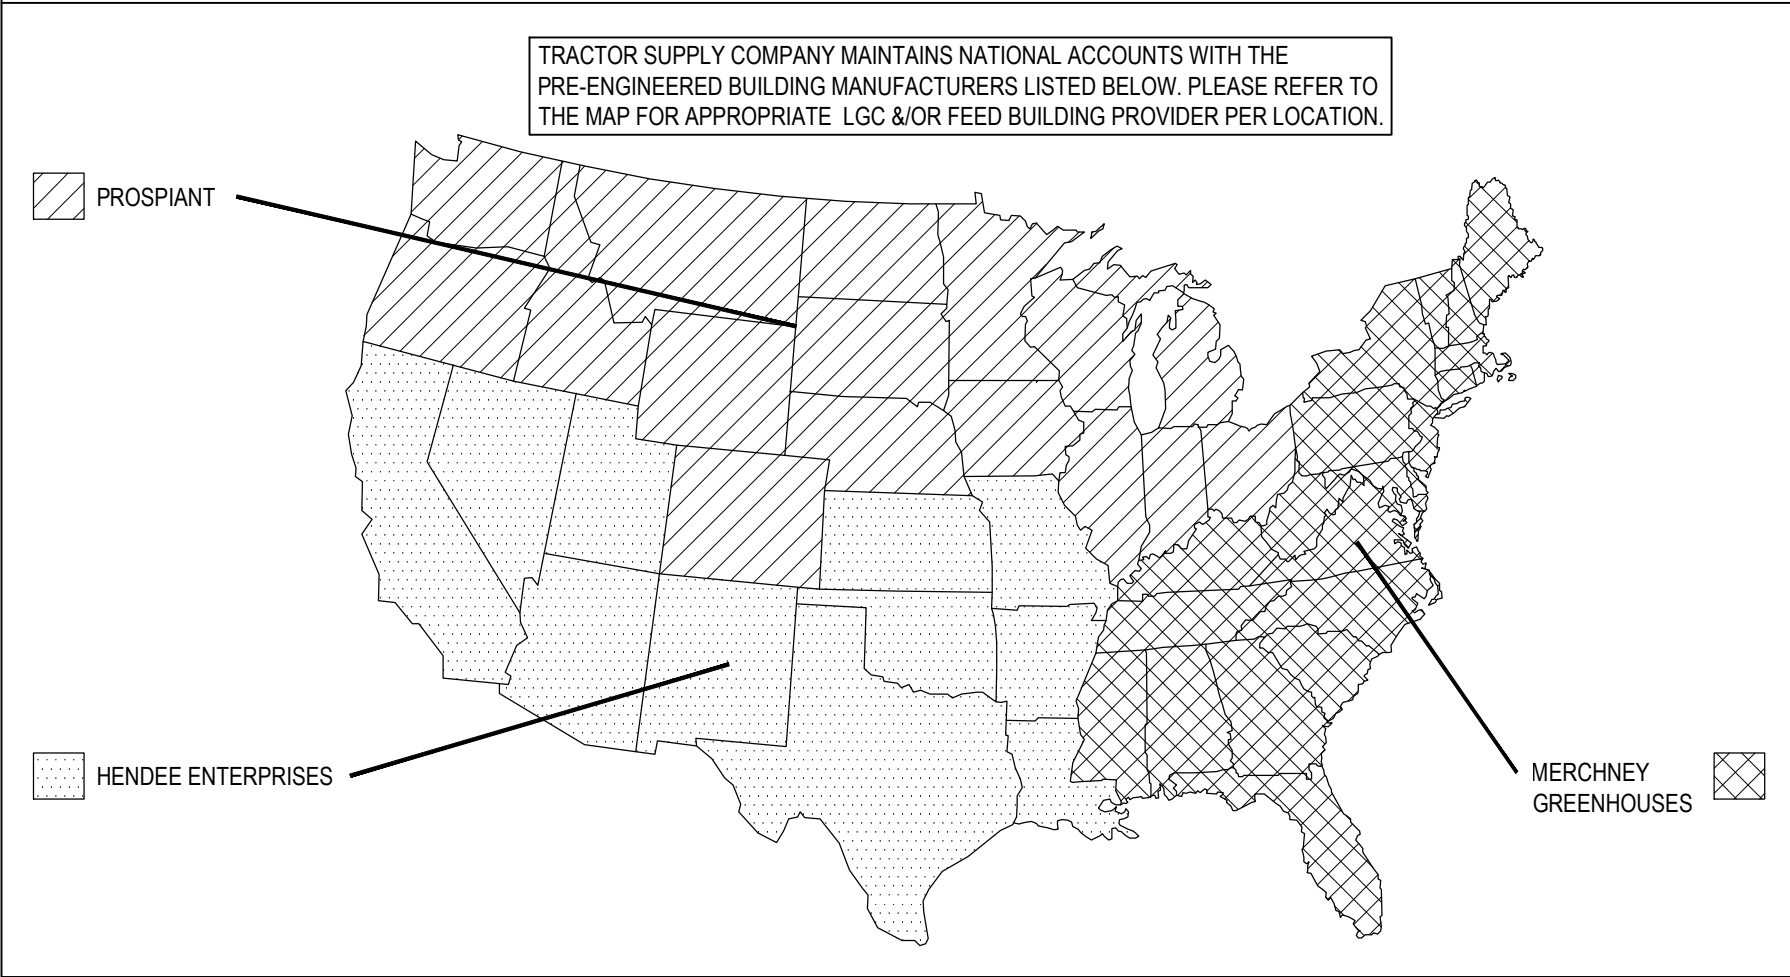 TRACTOR SUPPLY COMPANY MAINTAINS NATIONAL ACCOUNTS WITH THE
PRE-ENGINEERED BUILDING MANUFACTURERS LISTED BELOW. PLEASE REFER TO
THE MAP FOR APPROPRIATE LGC &/OR FEED BUILDING PROVIDER PER LOCATION.
PROSPIANT
HENDEE ENTERPRISES
MERCHNEY
GREENHOUSES